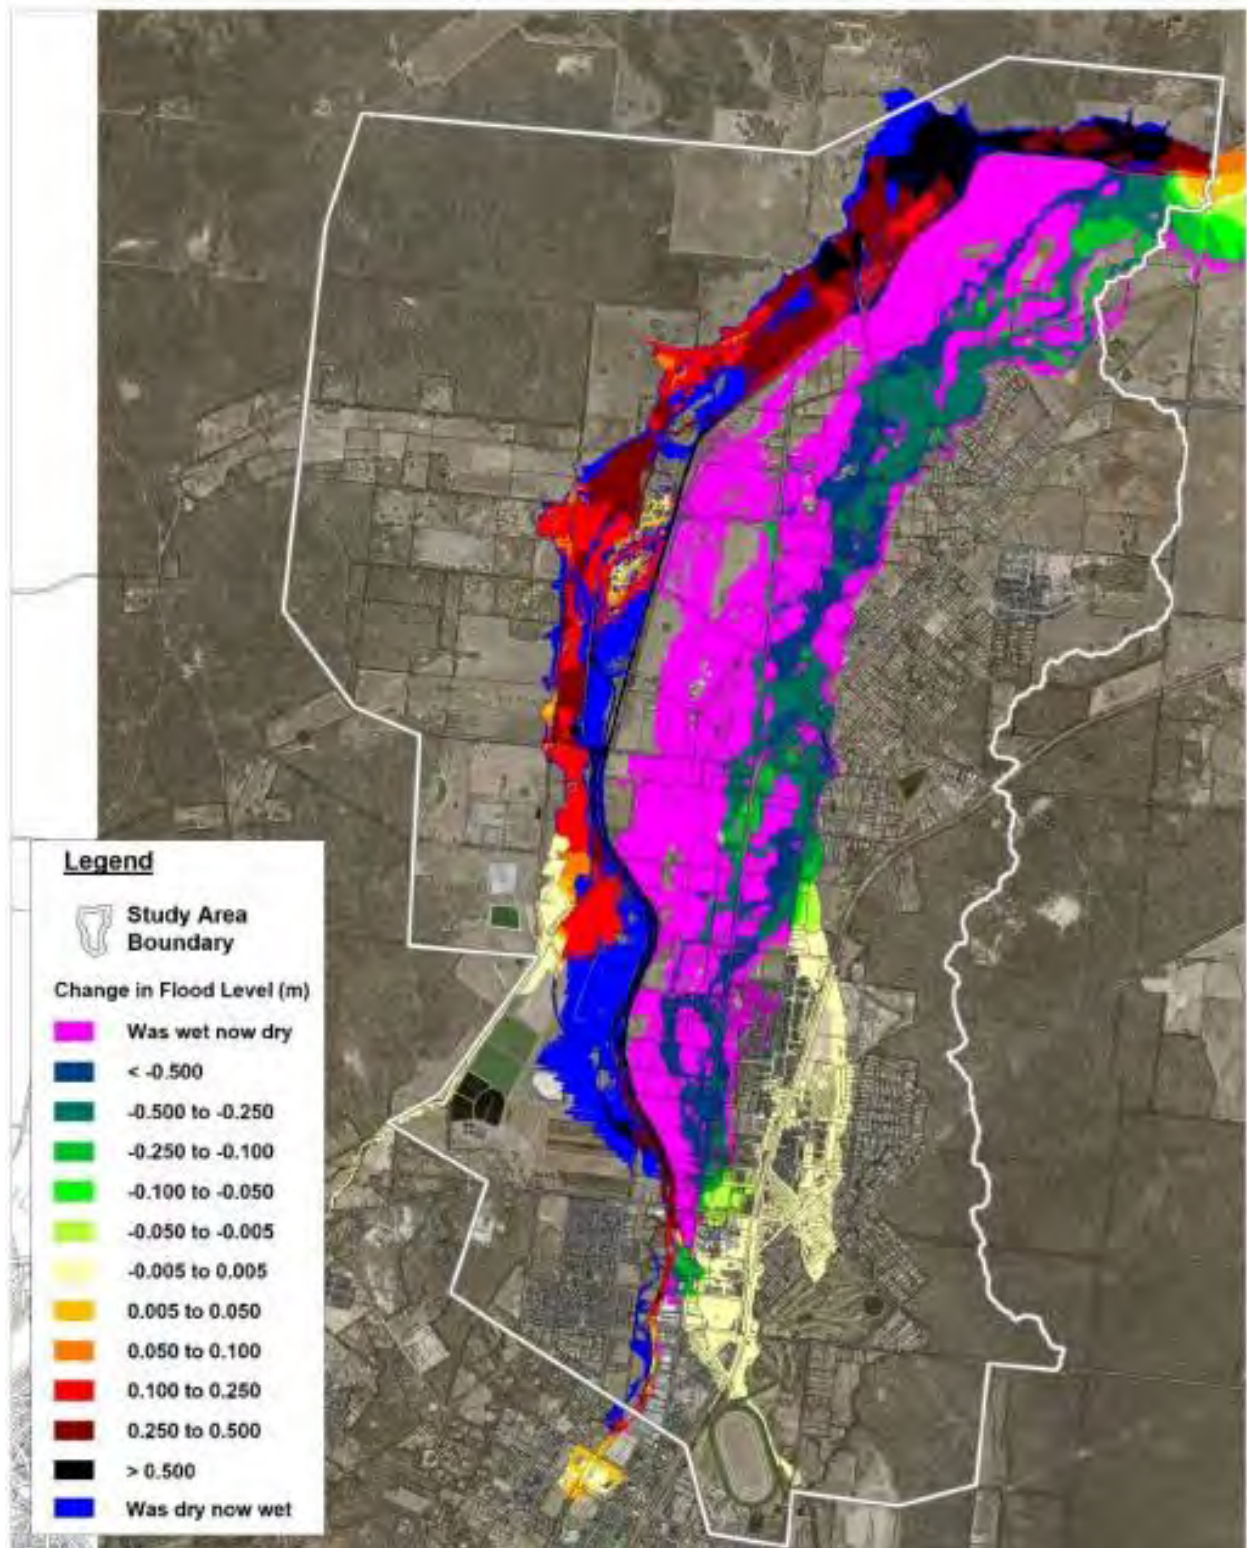 Legend
Study Area
Boundary
Change in Flood Level (m)
Was wet now dry
< -0.500
-0.500 to -0.250
-0.250 to -0.100
-0.100 to -0.050
-0.050 to -0.005
-0.005 to 0.005
0.005 to 0.050
0.050 to 0.100
0.100 to 0.250
0.250 to 0.500
> 0.500
Was dry now wet